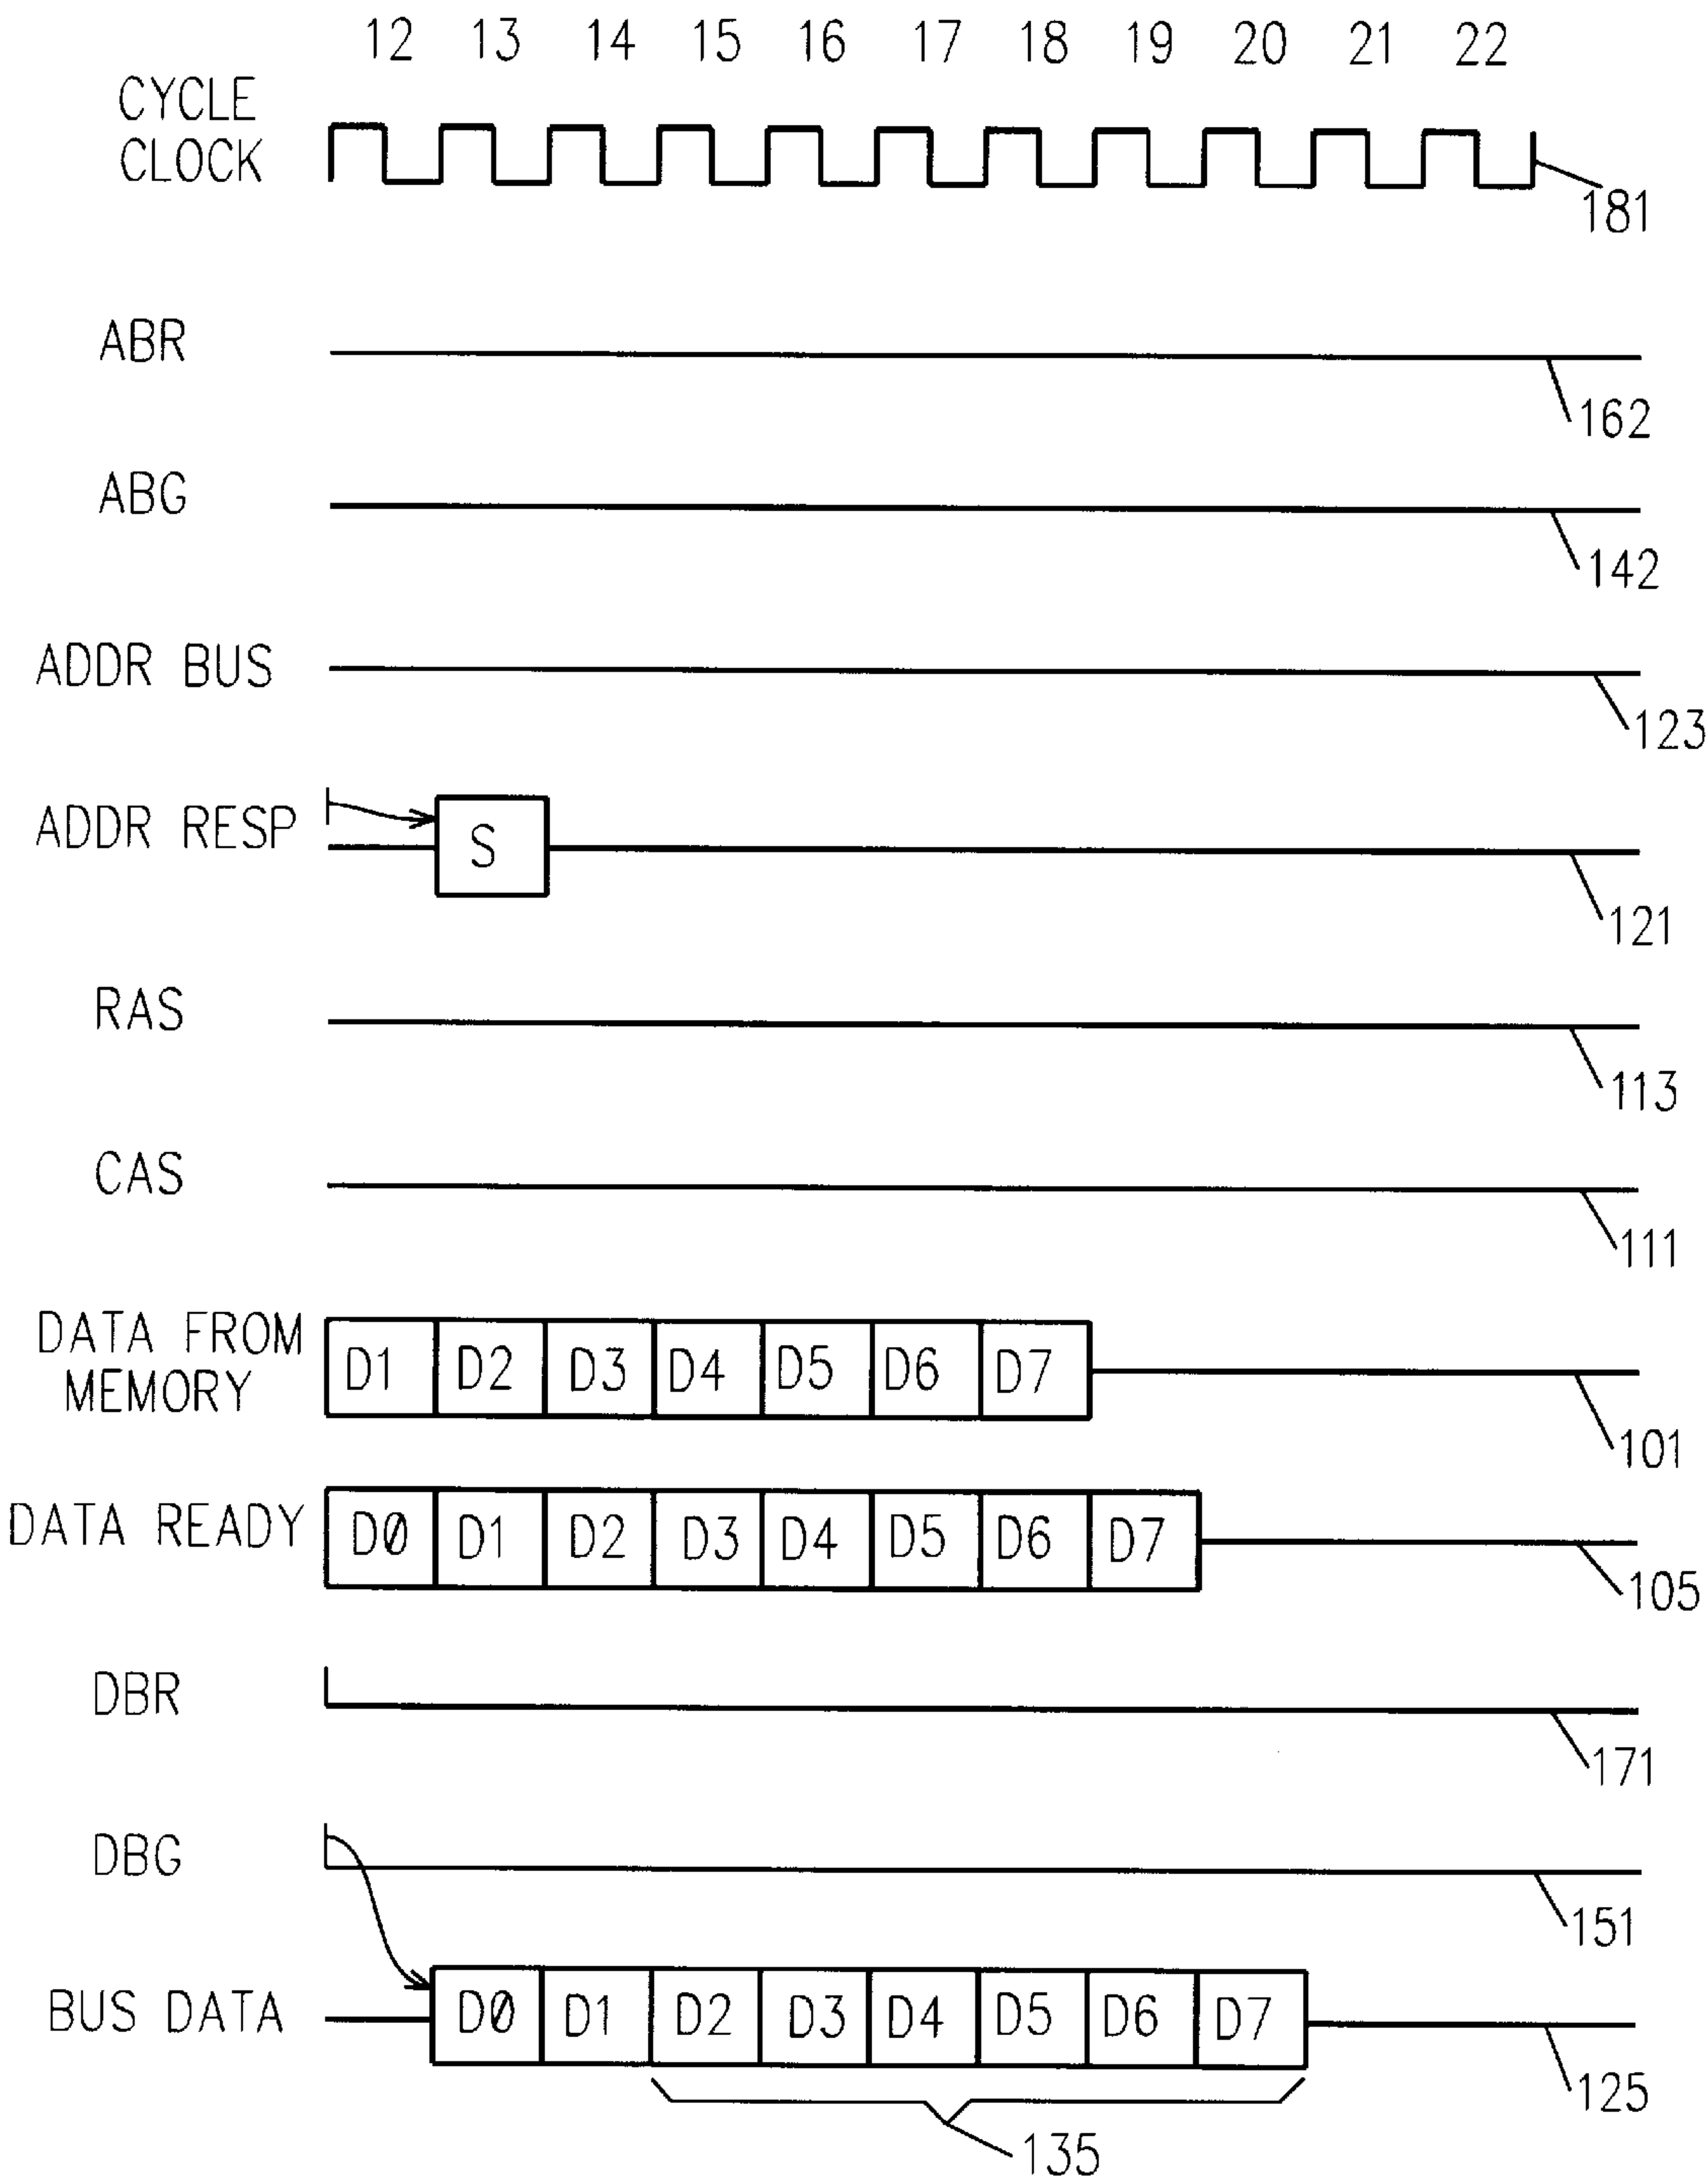 12 13 14 15 16 17 18 19 20 21 22
CYCLE
CLOCK
181
ABR
162
ABG
142
ADDR BUS
123
ADDR RESP
S
121
RAS
113
CAS
111
DATA FROM
MEMORY
D1 D2 D3 D4 D5 D6 D7
101
DATA READY
D0 D1 D2 D3 D4 D5 D6 D7
105
DBR
171
DBG
151
BUS DATA
D0 D1 D2 D3 D4 D5 D6 D7
125
135